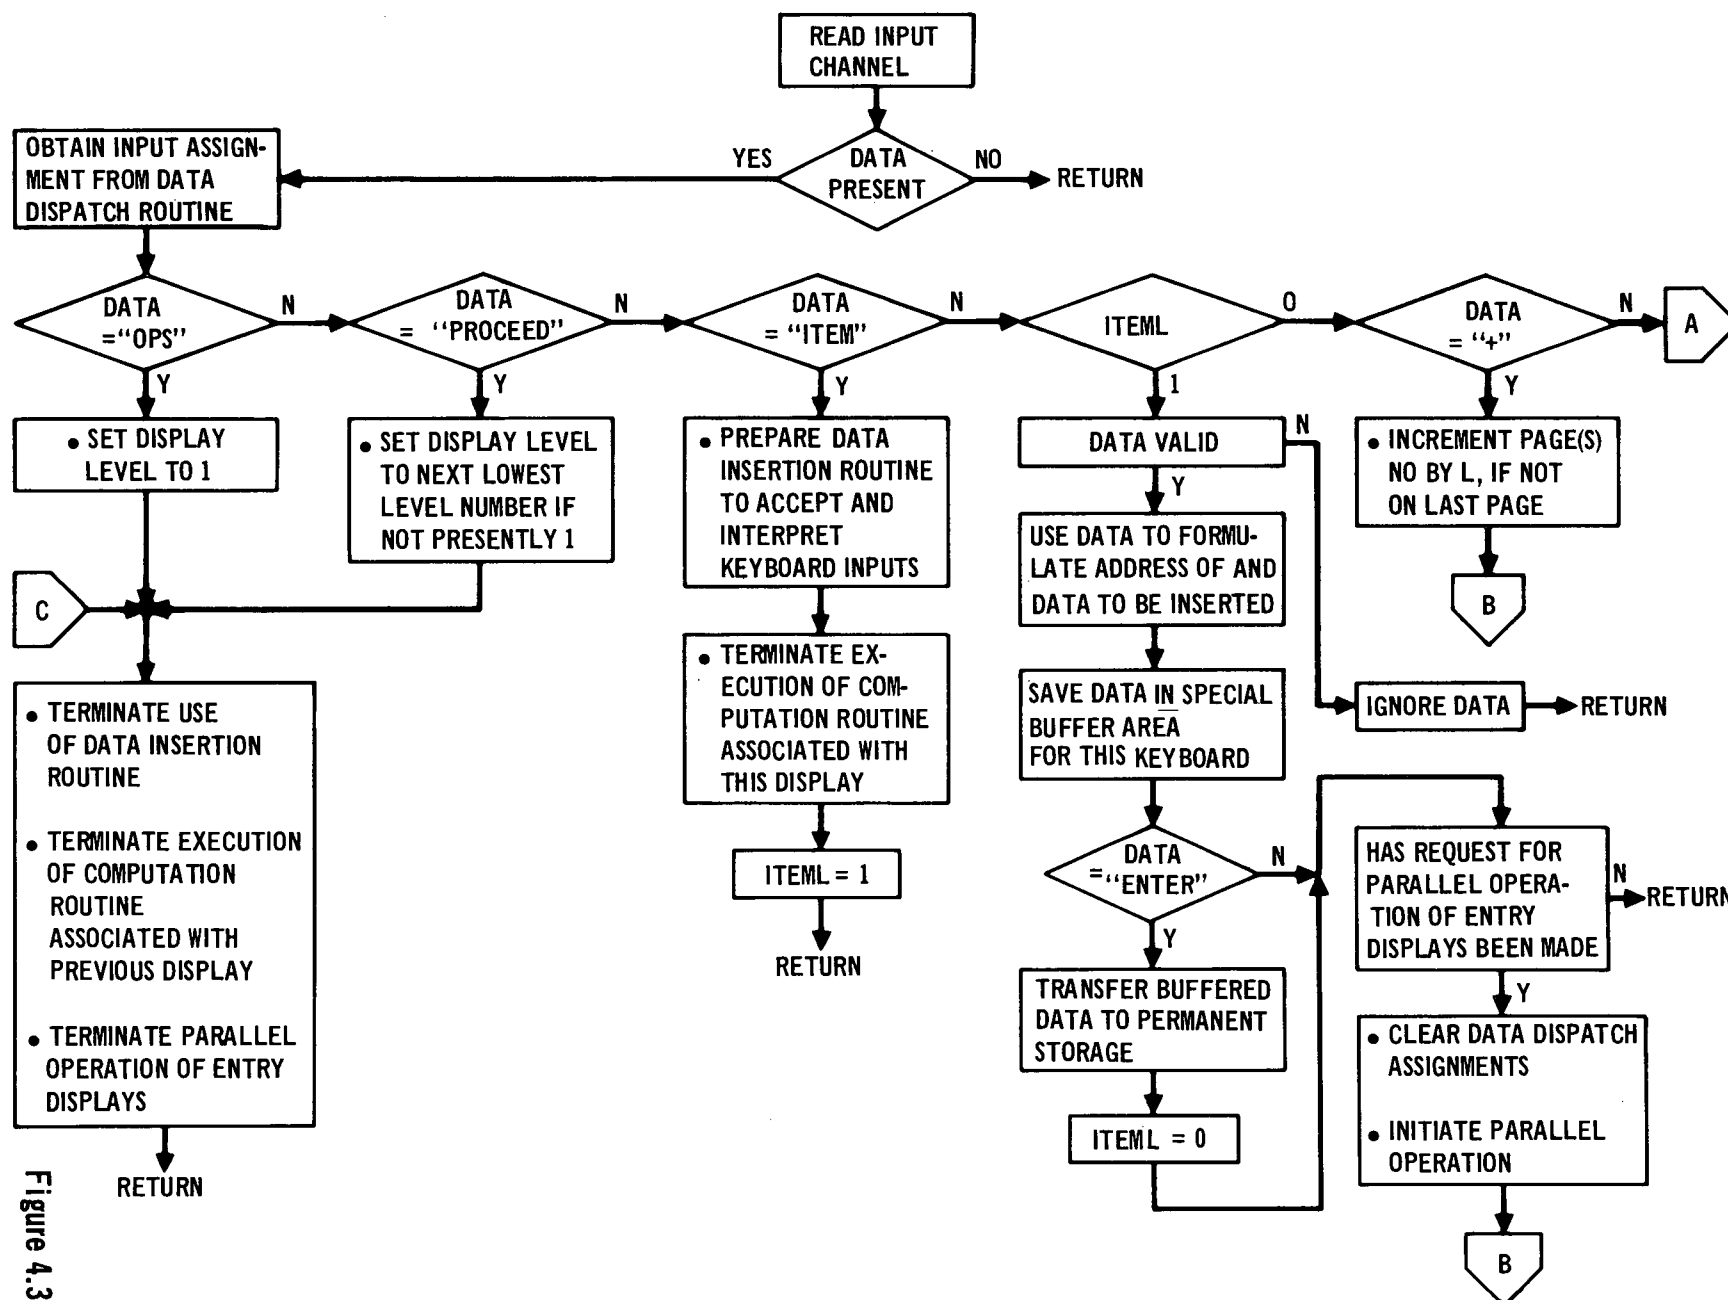 READ INPUT
CHANNEL
DATA
PRESENT
YES
NO
RETURN
OBTAIN INPUT ASSIGN-
MENT FROM DATA
DISPATCH ROUTINE
DATA
="OPS"
N
Y
DATA
= "PROCEED"
N
Y
DATA
= "ITEM"
N
Y
ITEML
0
1
DATA
= "+"
N
Y
A
• SET DISPLAY
LEVEL TO 1
• SET DISPLAY LEVEL
TO NEXT LOWEST
LEVEL NUMBER IF
NOT PRESENTLY 1
• PREPARE DATA
INSERTION ROUTINE
TO ACCEPT AND
INTERPRET
KEYBOARD INPUTS
DATA VALID
N
Y
• INCREMENT PAGE(S)
NO BY L, IF NOT
ON LAST PAGE
B
C
USE DATA TO FORMU-
LATE ADDRESS OF AND
DATA TO BE INSERTED
• TERMINATE USE
OF DATA INSERTION
ROUTINE
• TERMINATE EXECUTION
OF COMPUTATION
ROUTINE
ASSOCIATED WITH
PREVIOUS DISPLAY
• TERMINATE PARALLEL
OPERATION OF ENTRY
DISPLAYS
RETURN
• TERMINATE EX-
ECUTION OF COM-
PUTATION ROUTINE
ASSOCIATED WITH
THIS DISPLAY
ITEML = 1
RETURN
SAVE DATA IN SPECIAL
BUFFER AREA
FOR THIS KEYBOARD
IGNORE DATA
RETURN
DATA
= "ENTER"
N
Y
TRANSFER BUFFERED
DATA TO PERMANENT
STORAGE
ITEML = 0
HAS REQUEST FOR
PARALLEL OPERA-
TION OF ENTRY
DISPLAYS BEEN MADE
N
RETURN
Y
• CLEAR DATA DISPATCH
ASSIGNMENTS
• INITIATE PARALLEL
OPERATION
B
Figure 4.3